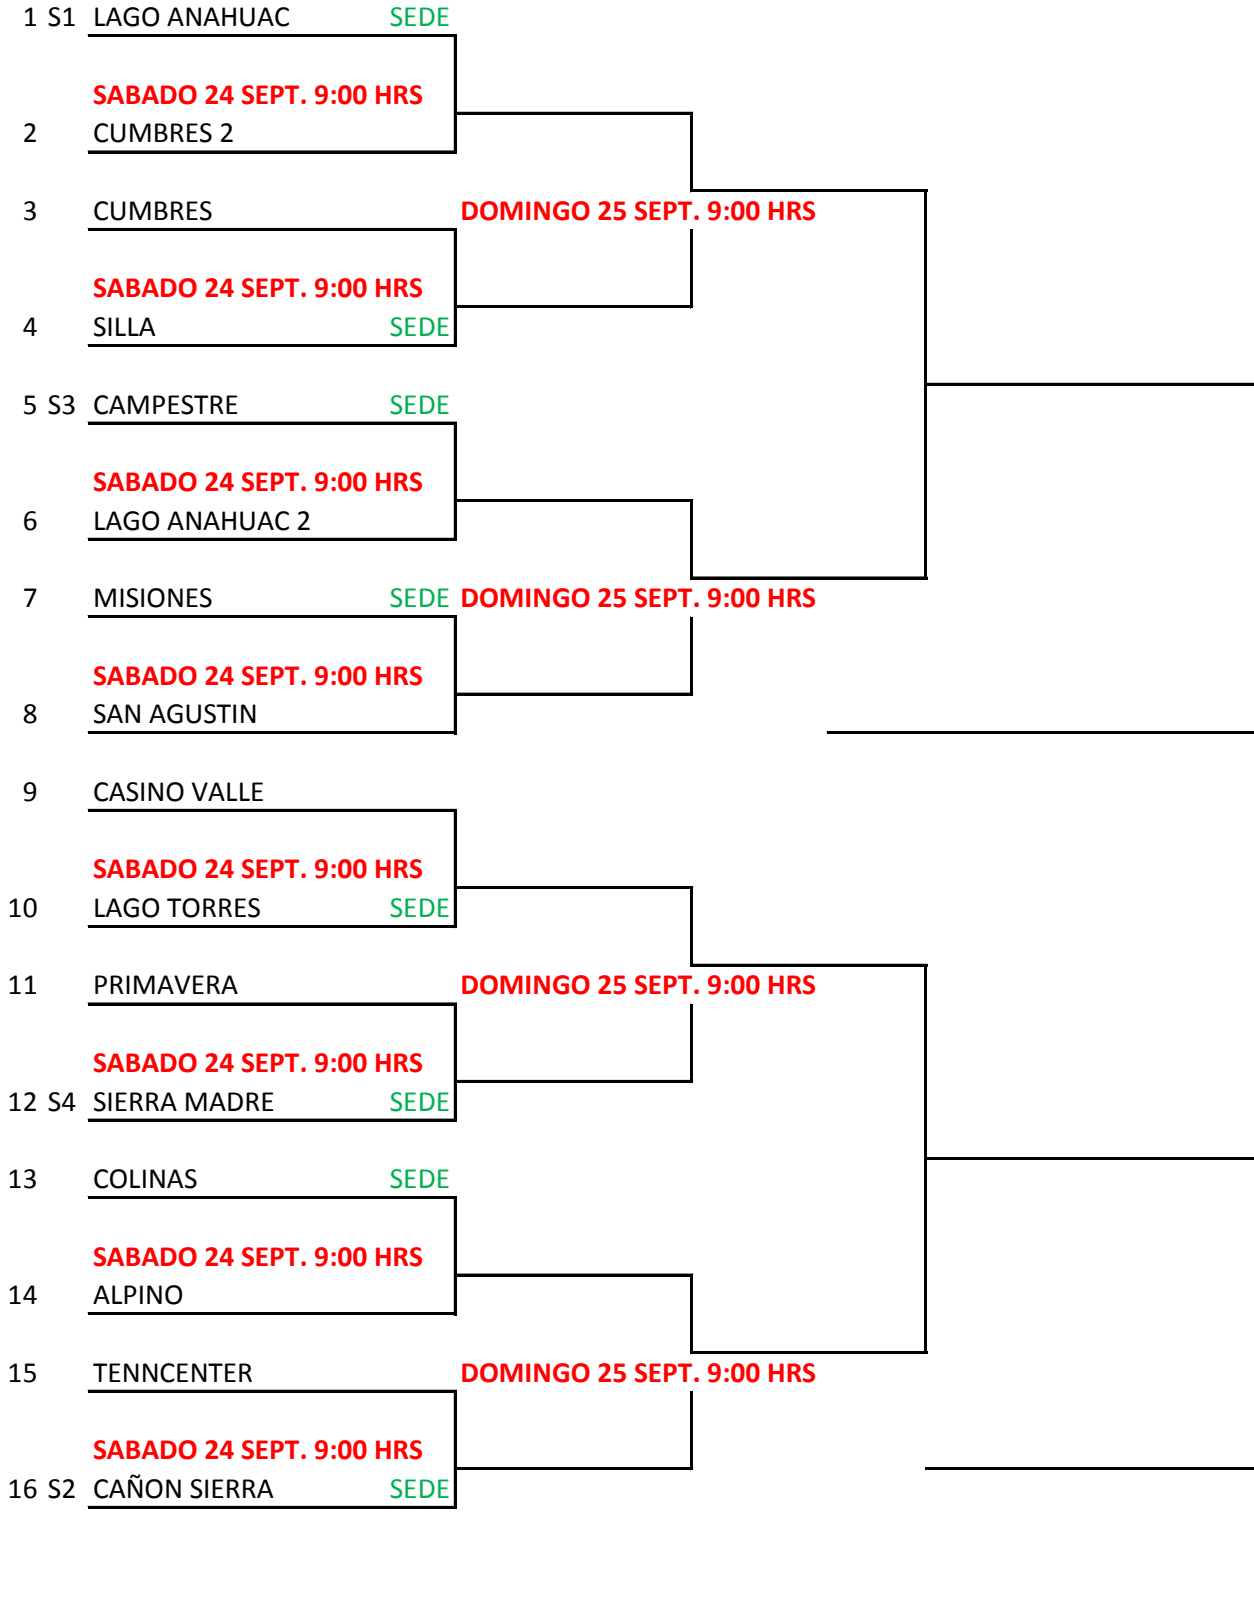 1 S1 LAGO ANAHUAC SEDE
SABADO 24 SEPT. 9:00 HRS
2 CUMBRES 2
3 CUMBRES DOMINGO 25 SEPT. 9:00 HRS
SABADO 24 SEPT. 9:00 HRS
4 SILLA SEDE
5 S3 CAMPESTRE SEDE
SABADO 24 SEPT. 9:00 HRS
6 LAGO ANAHUAC 2
7 MISIONES SEDE DOMINGO 25 SEPT. 9:00 HRS
SABADO 24 SEPT. 9:00 HRS
8 SAN AGUSTIN
9 CASINO VALLE
SABADO 24 SEPT. 9:00 HRS
10 LAGO TORRES SEDE
11 PRIMAVERA DOMINGO 25 SEPT. 9:00 HRS
SABADO 24 SEPT. 9:00 HRS
12 S4 SIERRA MADRE SEDE
13 COLINAS SEDE
SABADO 24 SEPT. 9:00 HRS
14 ALPINO
15 TENNCENTER DOMINGO 25 SEPT. 9:00 HRS
SABADO 24 SEPT. 9:00 HRS
16 S2 CAÑON SIERRA SEDE